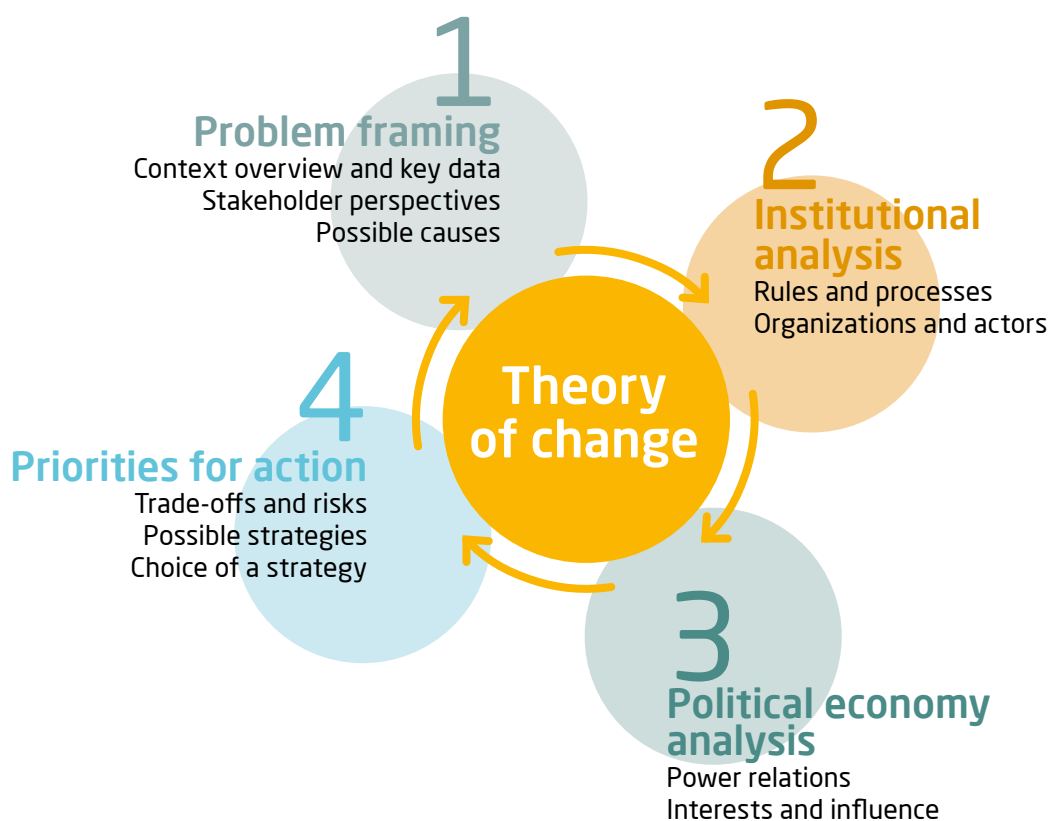 1
Problem framing
Context overview and key data
Stakeholder perspectives
Possible causes
2
Institutional
analysis
Rules and processes
Organizations and actors
Theory
of change
3
Political economy
analysis
Power relations
Interests and influence
4
Priorities for action
Trade-offs and risks
Possible strategies
Choice of a strategy